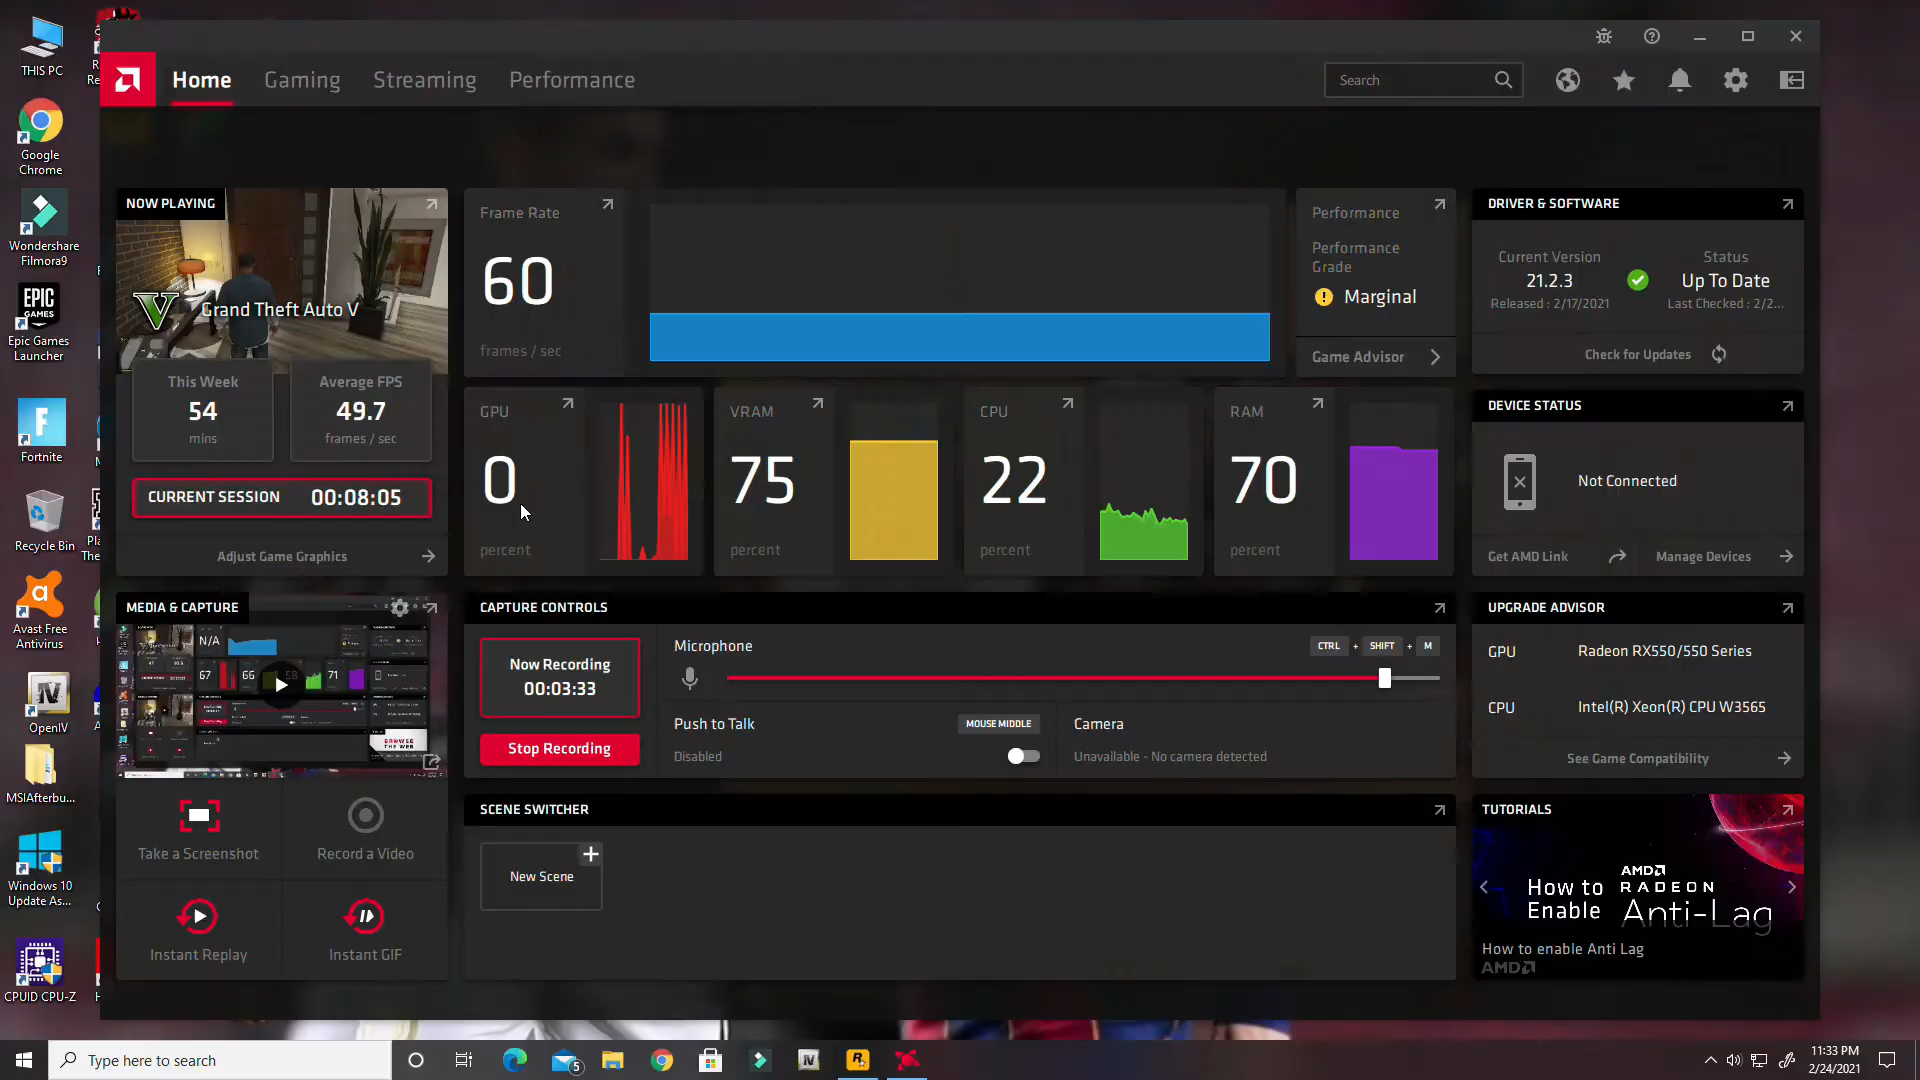 THIS PC
Google
Chrome
Wondershare
Filmora9
EPIC
GAMES
Epic Games
Launcher
Fortnite
Recycle Bin
Avast Free
Antivirus
OpenIV
MSIAfterbu...
Windows 10
Update As...
CPUID CPU-Z
Home
Gaming
Streaming
Performance
Search
NOW PLAYING
Grand Theft Auto V
This Week
54
mins
Average FPS
49.7
frames / sec
CURRENT SESSION 00:08:05
Adjust Game Graphics
Frame Rate
60
frames / sec
Performance
Performance
Grade
Marginal
Game Advisor
GPU
0
percent
VRAM
75
percent
CPU
22
percent
RAM
70
percent
DRIVER & SOFTWARE
Current Version
21.2.3
Released : 2/17/2021
Status
Up To Date
Last Checked : 2/2...
Check for Updates
DEVICE STATUS
Not Connected
Get AMD Link
Manage Devices
MEDIA & CAPTURE
N/A
67
66
71
BROWSE
THE WEB
Take a Screenshot
Record a Video
Instant Replay
Instant GIF
CAPTURE CONTROLS
Now Recording
00:03:33
Stop Recording
Microphone
CTRL + SHIFT + M
Push to Talk
MOUSE MIDDLE
Disabled
Camera
Unavailable - No camera detected
SCENE SWITCHER
New Scene
UPGRADE ADVISOR
GPU Radeon RX550/550 Series
CPU Intel(R) Xeon(R) CPU W3565
See Game Compatibility
TUTORIALS
How to
Enable
AMD
RADEON
Anti-Lag
How to enable Anti Lag
AMD
Type here to search
5
11:33 PM
2/24/2021